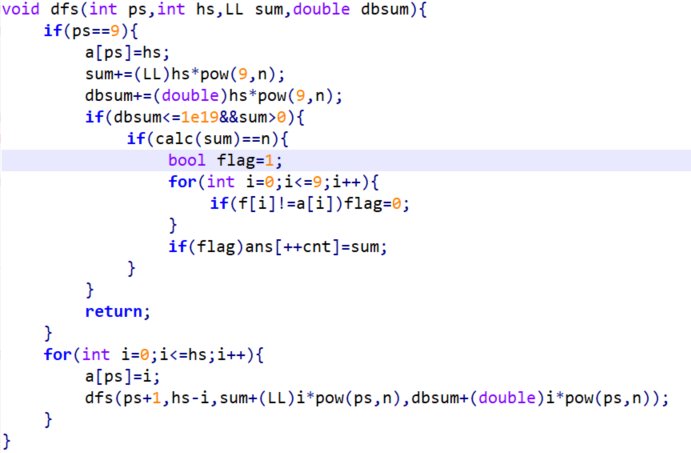 void dfs(int ps,int hs,LL sum,double dbsum){
    if(ps==9){
        a[ps]=hs;
        sum+=(LL)hs*pow(9,n);
        dbsum+=(double)hs*pow(9,n);
        if(dbsum<=1e19&&sum>0){
            if(calc(sum)==n){
                bool flag=1;
                for(int i=0;i<=9;i++){
                    if(f[i]!=a[i])flag=0;
                }
                if(flag)ans[++cnt]=sum;
            }
        }
        return;
    }
    for(int i=0;i<=hs;i++){
        a[ps]=i;
        dfs(ps+1,hs-i,sum+(LL)i*pow(ps,n),dbsum+(double)i*pow(ps,n));
    }
}